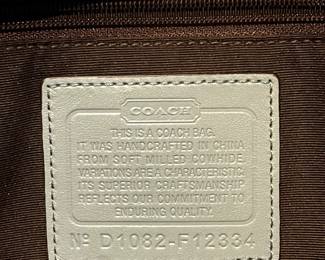 COACH
THIS IS A COACH BAG.
IT WAS HANDCRAFTED IN CHINA
FROM SOFT MILLED COWHIDE.
VARIATIONS ARE A CHARACTERISTIC.
ITS SUPERIOR CRAFTSMANSHIP
REFLECTS OUR COMMITMENT TO
ENDURING QUALITY.
Nº D1082-F12334